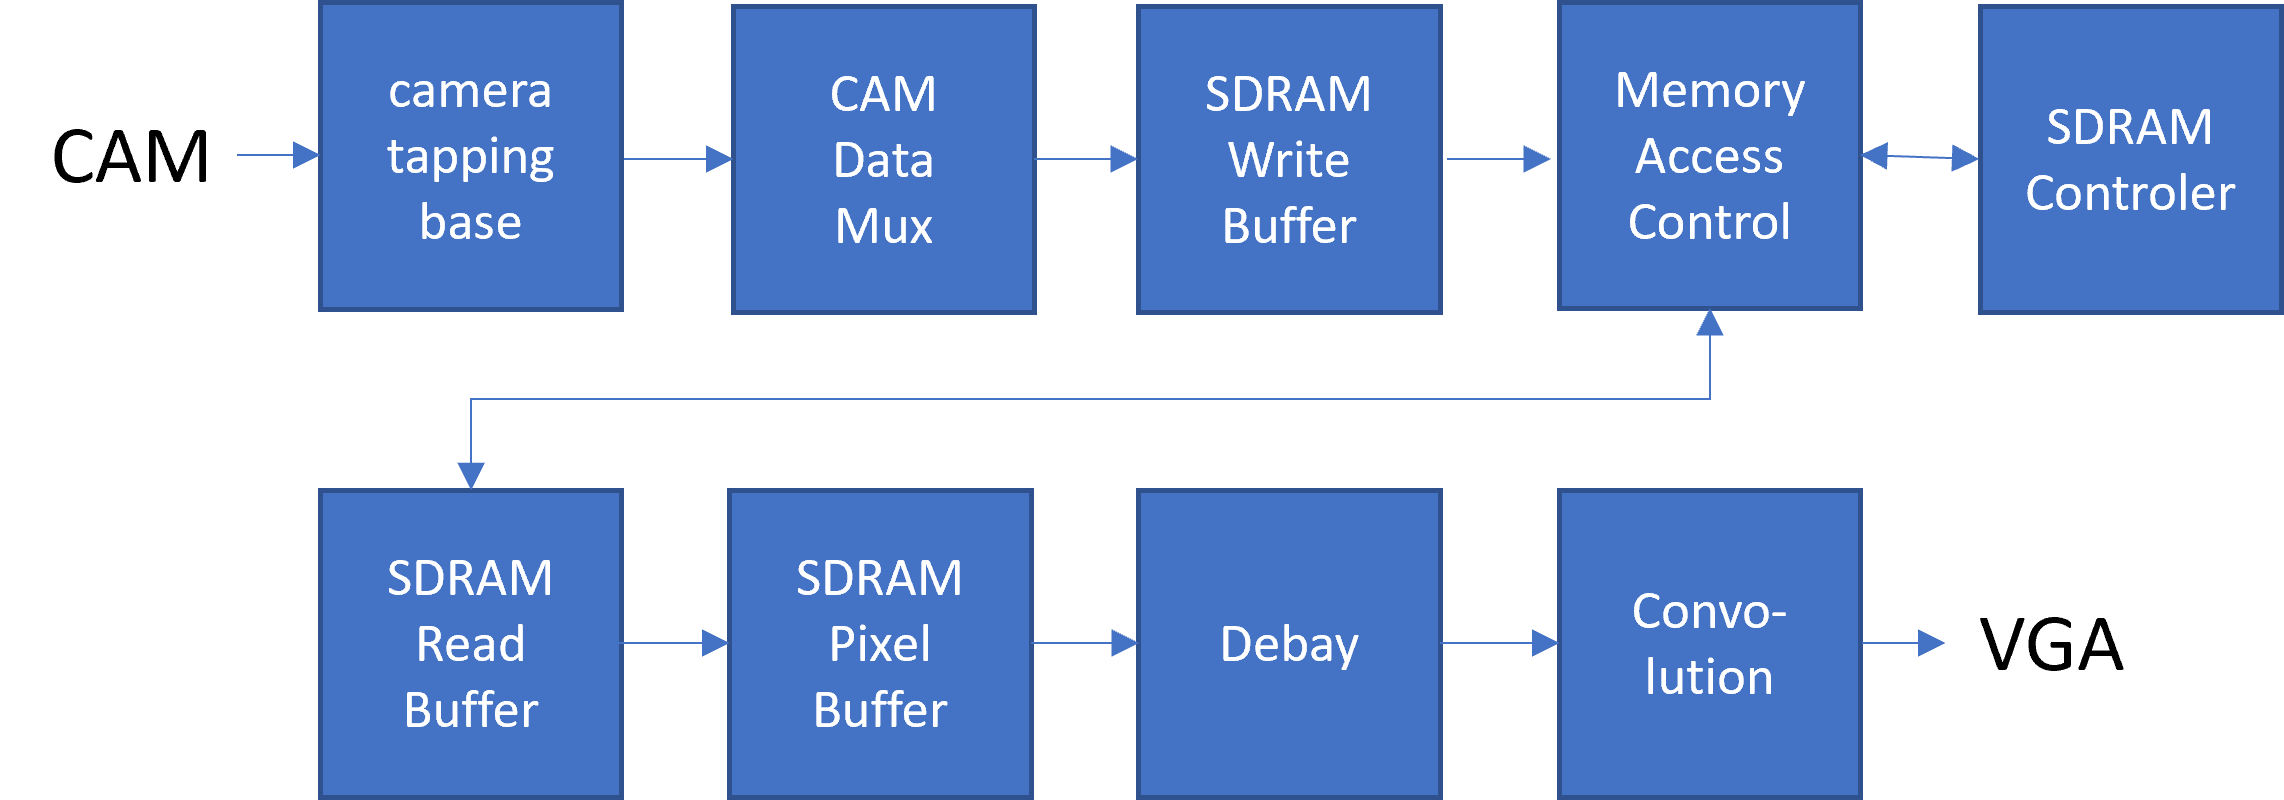 CAM
camera
tapping
base
CAM
Data
Mux
SDRAM
Write
Buffer
Memory
Access
Control
SDRAM
Controler
SDRAM
Read
Buffer
SDRAM
Pixel
Buffer
Debay
Convo-
lution
VGA